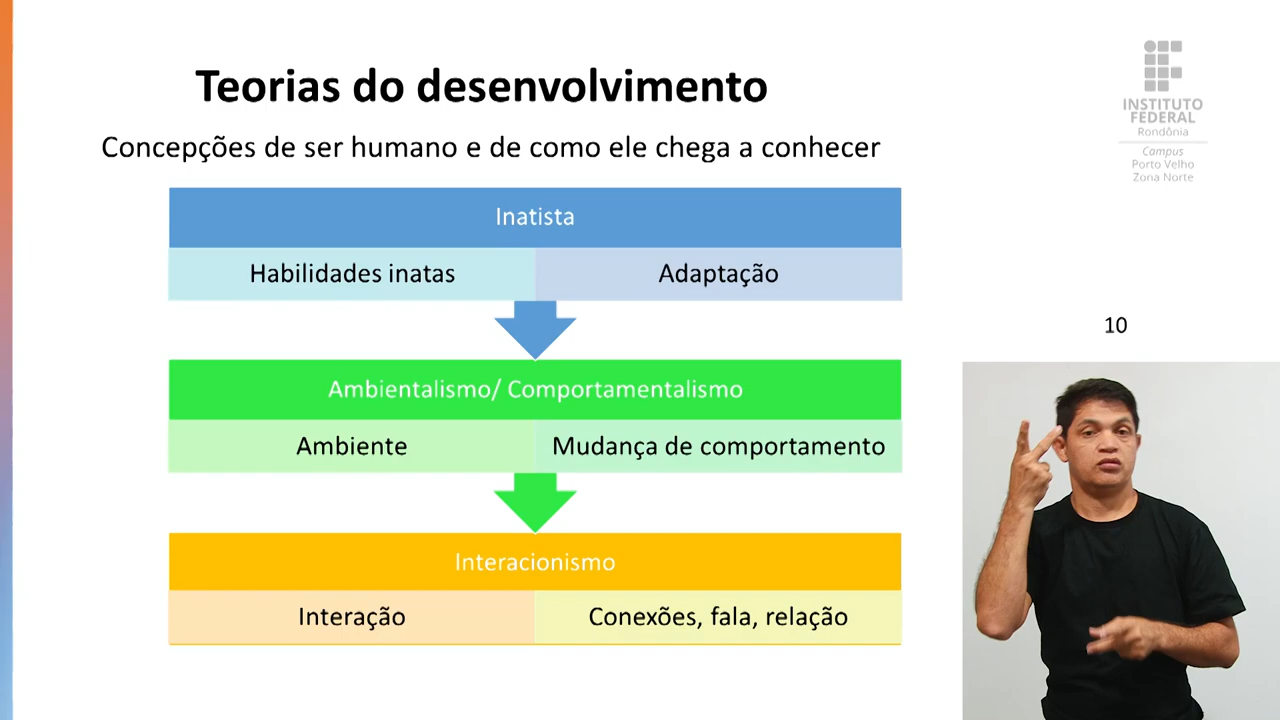 Teorias do desenvolvimento
Concepções de ser humano e de como ele chega a conhecer
Inatista
Habilidades inatas
Adaptação
Ambientalismo/ Comportamentalismo
Ambiente
Mudança de comportamento
Interacionismo
Interação
Conexões, fala, relação
INSTITUTO
FEDERAL
Rondônia
Campus
Porto Velho
Zona Norte
10